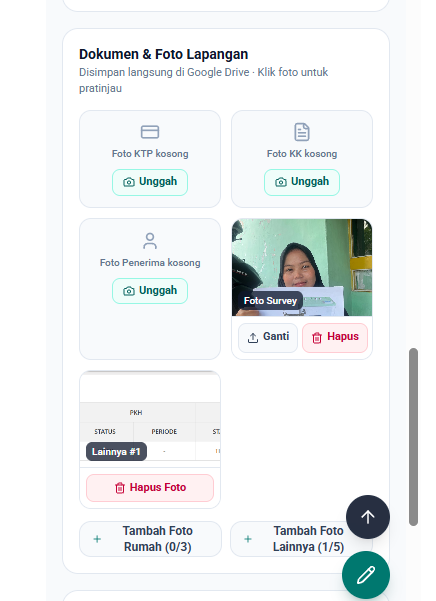 Dokumen & Foto Lapangan
Disimpan langsung di Google Drive · Klik foto untuk
pratinjau
Foto KTP kosong
Unggah
Foto KK kosong
Unggah
Foto Penerima kosong
Unggah
Foto Survey
Ganti
Hapus
PKH
STATUS
PERIODE
Lainnya #1
-
Hapus Foto
+ Tambah Foto
Rumah (0/3)
+ Tambah Foto
Lainnya (1/5)